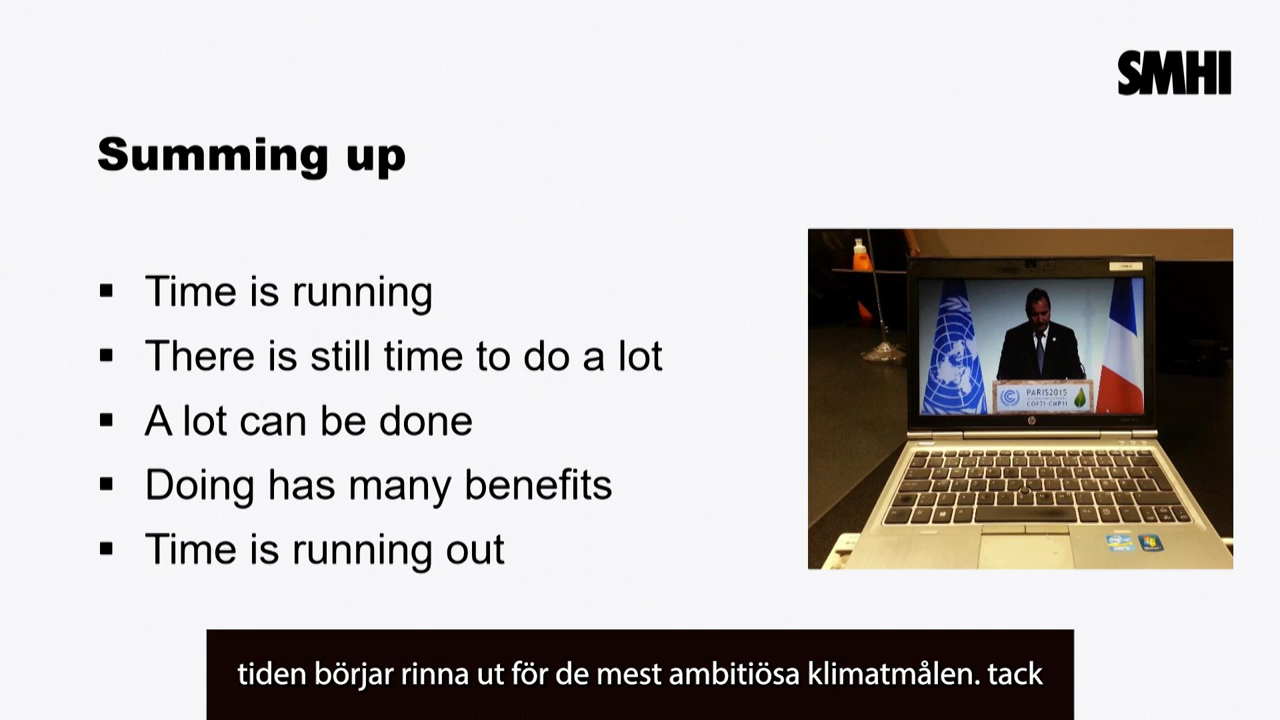 SMHI
Summing up
Time is running
There is still time to do a lot
A lot can be done
Doing has many benefits
Time is running out
PARIS2015
COP21·CMP11
hp
tiden börjar rinna ut för de mest ambitiösa klimatmålen. tack